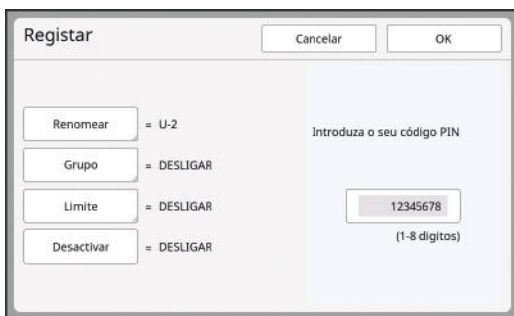 Registar
Cancelar
OK
Renomear = U-2
Grupo = DESLIGAR
Limite = DESLIGAR
Desactivar = DESLIGAR
Introduza o seu código PIN
12345678
(1-8 digitos)